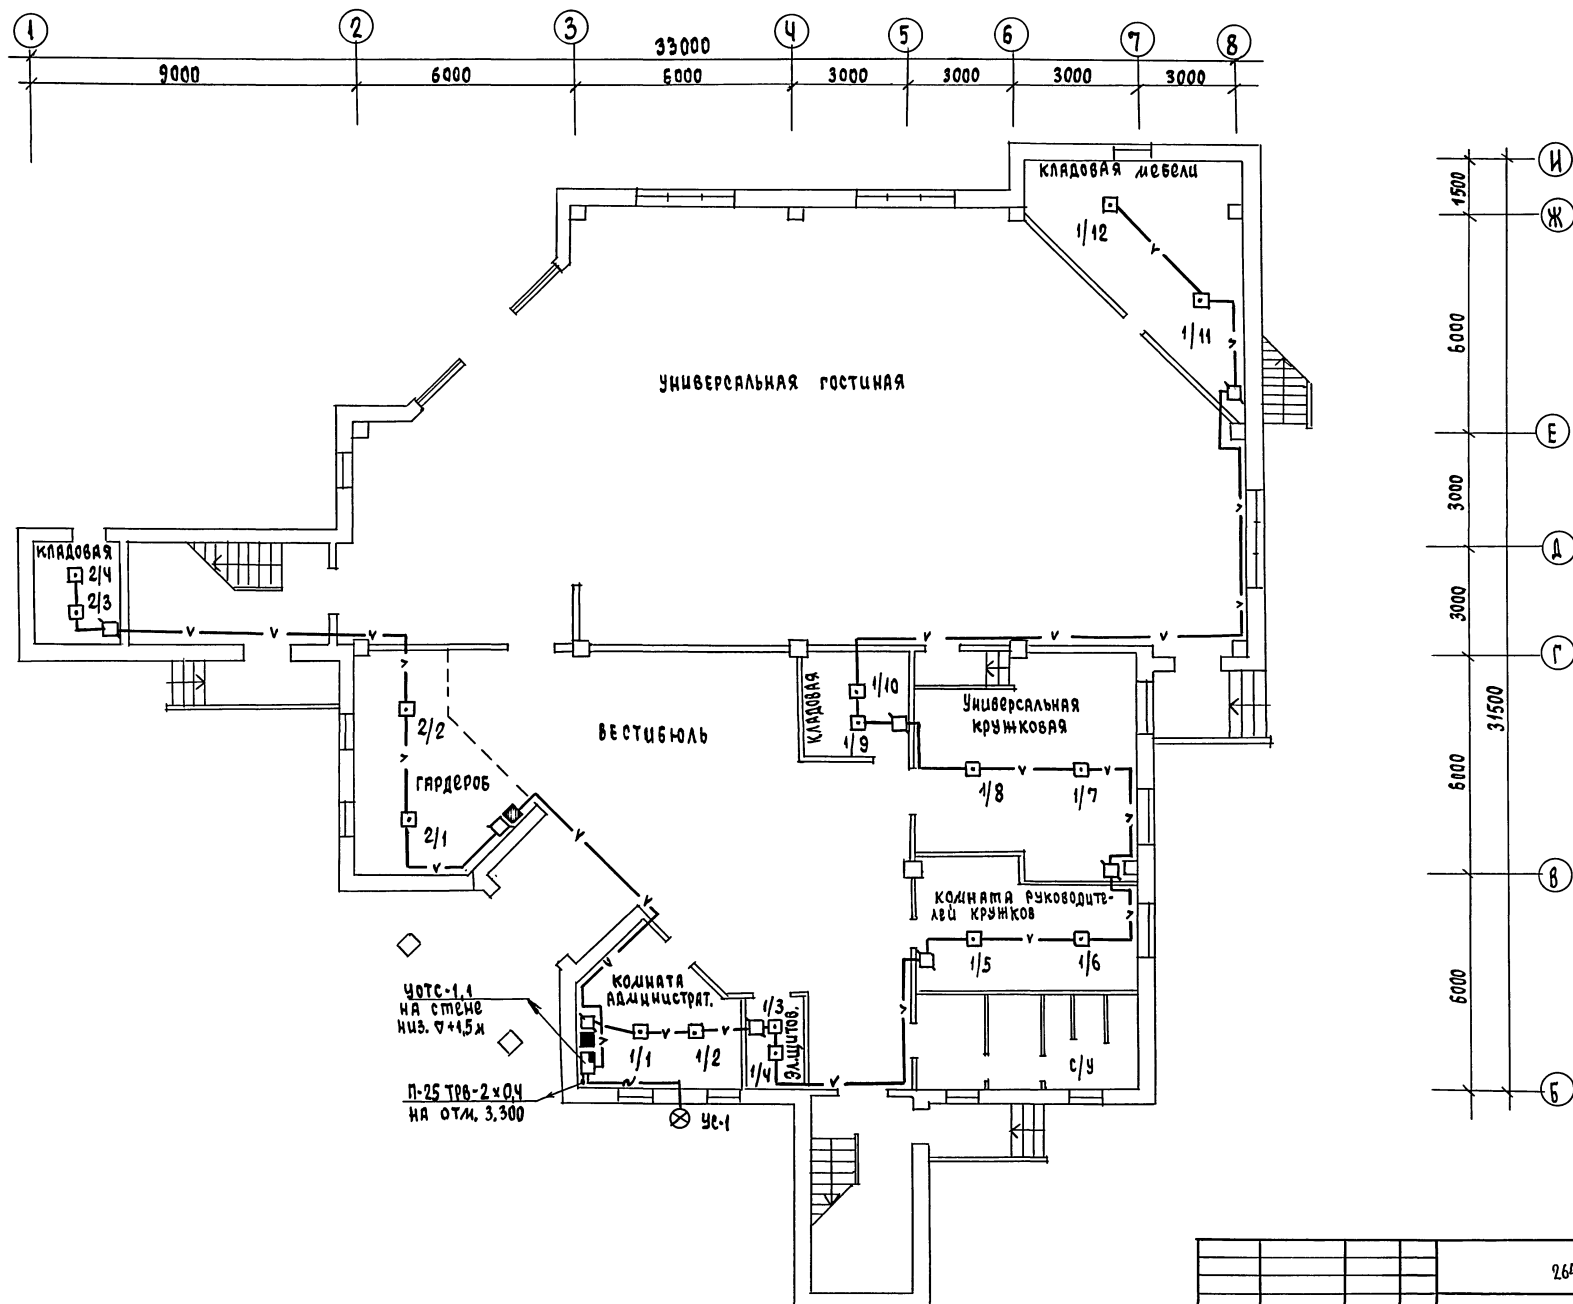 1 2 3 4 5 6 7 8
33000
9000 6000 6000 3000 3000 3000 3000
И
1500
Ж
КЛАДОВАЯ МЕБЕЛИ
1/12
1/11
6000
УНИВЕРСАЛЬНАЯ ГОСТИНАЯ
Е
3000
Д
КЛАДОВАЯ
2/4
2/3
3000
Г
31500
2/2
ГАРДЕРОБ
2/1
ВЕСТИБЮЛЬ
КЛАДОВАЯ
1/10
1/9
УНИВЕРСАЛЬНАЯ
КРУЖКОВАЯ
1/8
1/7
6000
В
КОМНАТА РУКОВОДИТЕ-
ЛЕЙ КРУЖКОВ
1/5
1/6
6000
КОМНАТА
АДМИНИСТРАТ.
1/1
1/2
1/3
1/4
ЭЛ.ЩИТОВ.
С/У
УОТС-1,1
НА СТЕНЕ
НИЗ. ▽+1,5 м
П-25 ТРВ-2х0,4
НА ОТМ. 3.300
УС-1
Б